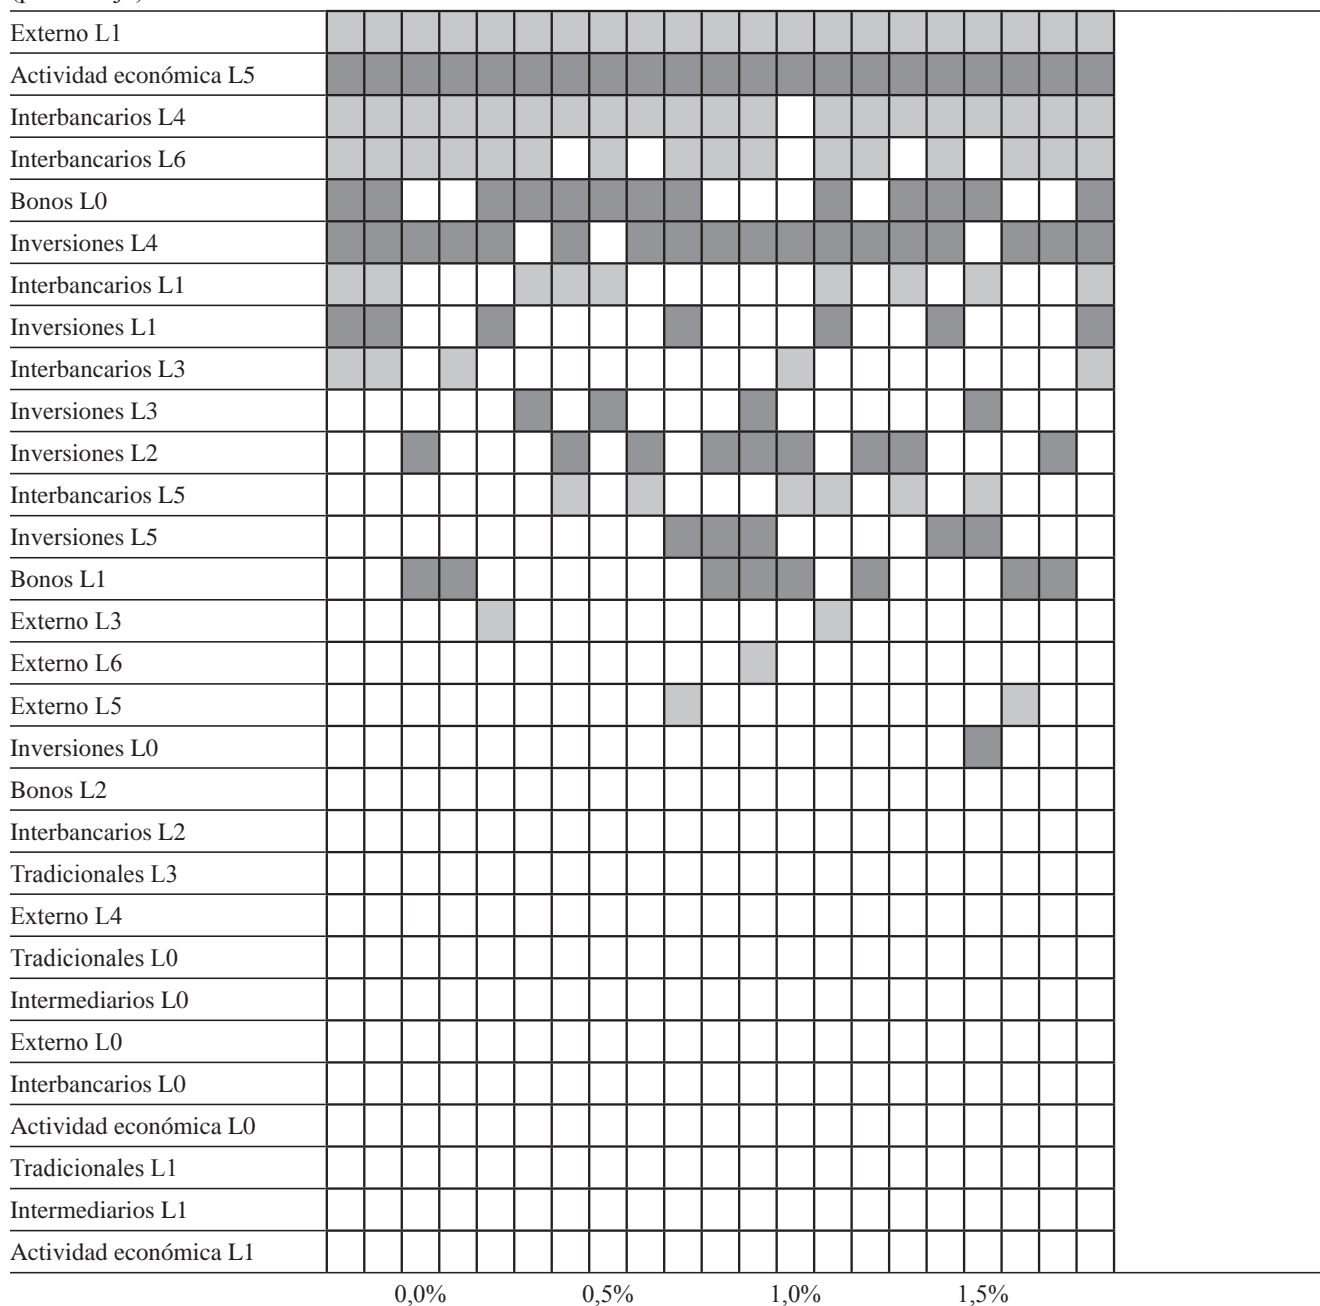 Externo L1
Actividad económica L5
Interbancarios L4
Interbancarios L6
Bonos L0
Inversiones L4
Interbancarios L1
Inversiones L1
Interbancarios L3
Inversiones L3
Inversiones L2
Interbancarios L5
Inversiones L5
Bonos L1
Externo L3
Externo L6
Externo L5
Inversiones L0
Bonos L2
Interbancarios L2
Tradicionales L3
Externo L4
Tradicionales L0
Intermediarios L0
Externo L0
Interbancarios L0
Actividad económica L0
Tradicionales L1
Intermediarios L1
Actividad económica L1
0,0% 0,5% 1,0% 1,5%